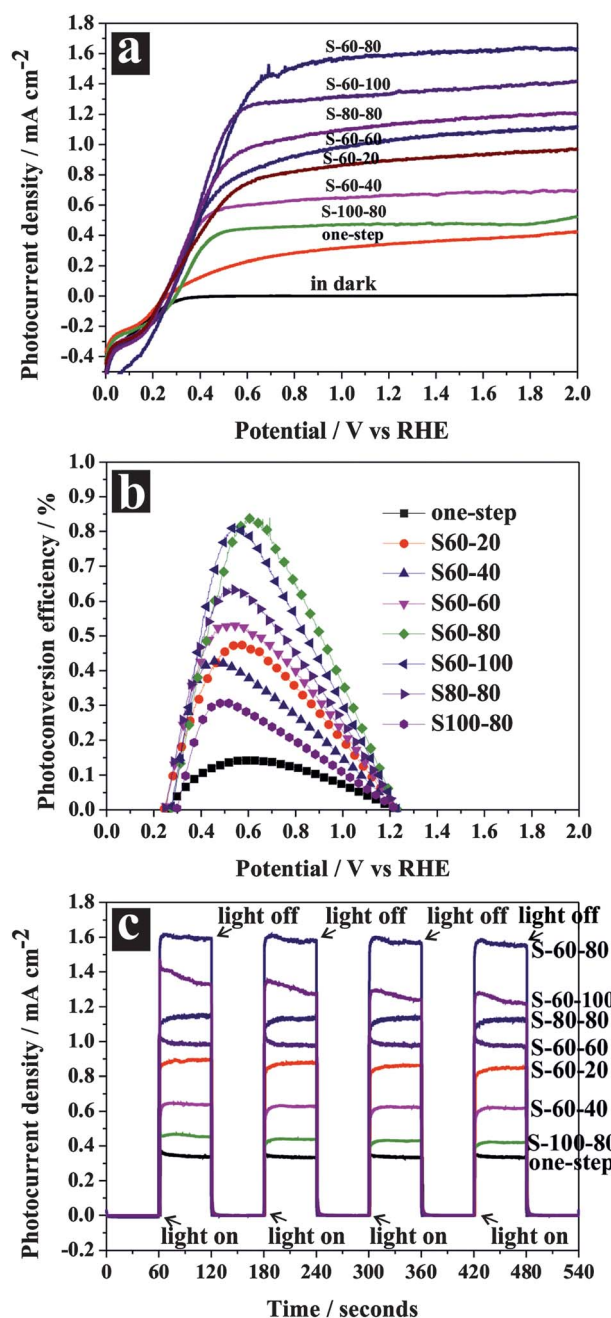 a
1.8
1.6
1.4
1.2
1.0
0.8
0.6
0.4
0.2
0.0
-0.2
-0.4
Photocurrent density / mA cm⁻²
S-60-80
S-60-100
S-80-80
S-60-60
S-60-20
S-60-40
S-100-80
one-step
in dark
0.0 0.2 0.4 0.6 0.8 1.0 1.2 1.4 1.6 1.8 2.0
Potential / V vs RHE
b
1.0
0.9
0.8
0.7
0.6
0.5
0.4
0.3
0.2
0.1
0.0
Photoconversion efficiency / %
one-step
S60-20
S60-40
S60-60
S60-80
S60-100
S80-80
S100-80
0.0 0.4 0.8 1.2 1.6 2.0
Potential / V vs RHE
c
1.8
1.6
1.4
1.2
1.0
0.8
0.6
0.4
0.2
0.0
-0.2
Photocurrent density / mA cm⁻²
light off light off light off light off
S-60-80
S-60-100
S-80-80
S-60-60
S-60-20
S-60-40
S-100-80
one-step
light on light on light on light on
0 60 120 180 240 300 360 420 480 540
Time / seconds